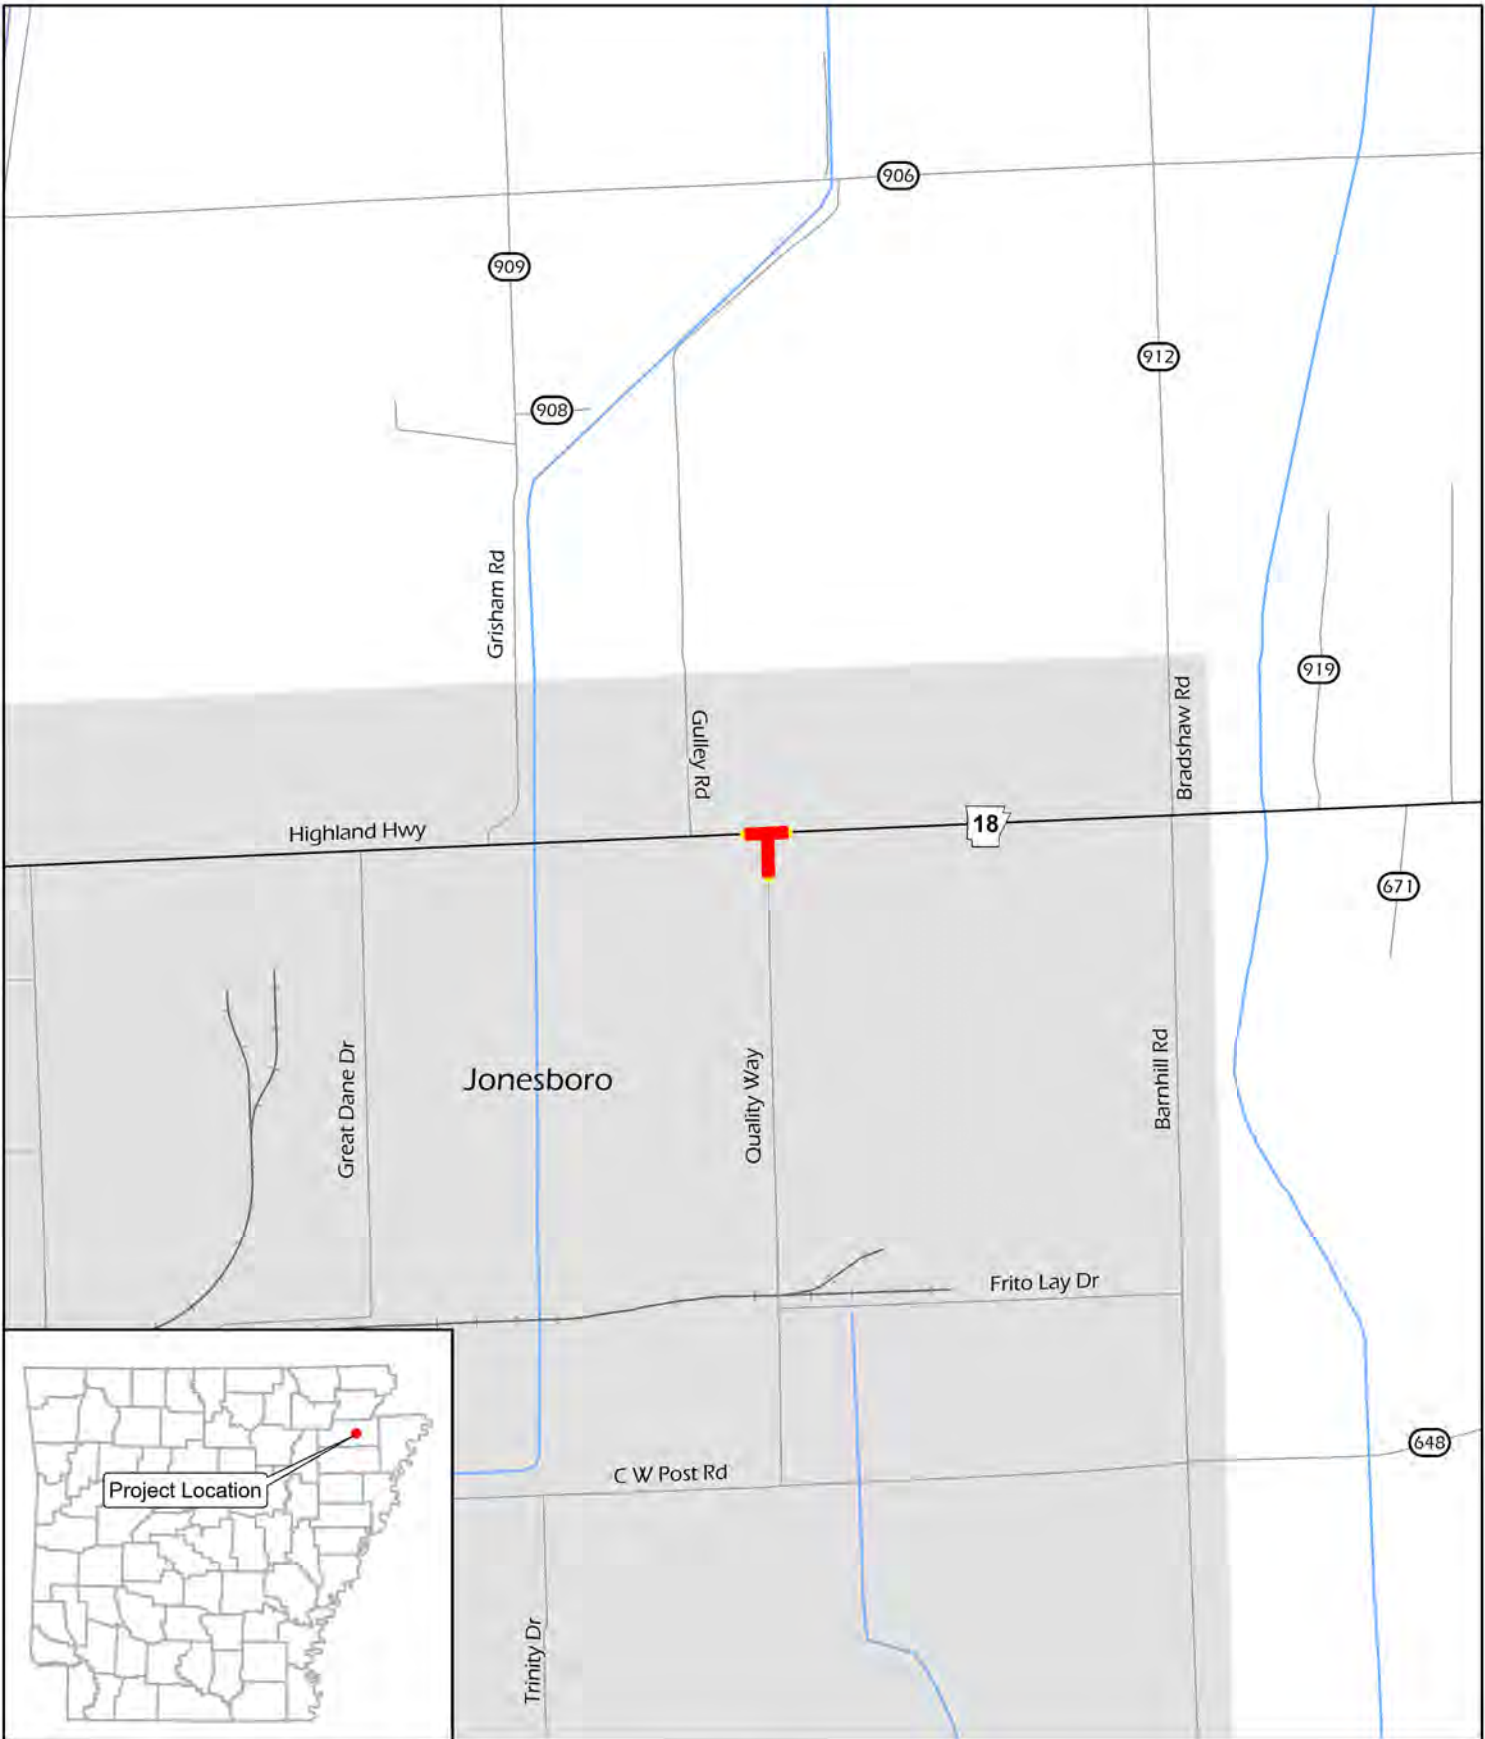 906
909
912
908
Grisham Rd
919
Gulley Rd
Bradshaw Rd
Highland Hwy
18
671
Jonesboro
Great Dane Dr
Quality Way
Barnhill Rd
Frito Lay Dr
648
C W Post Rd
Project Location
Trinity Dr